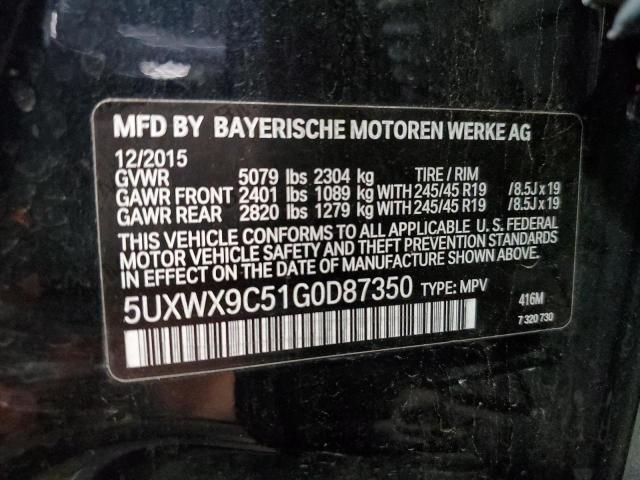 MFD BY BAYERISCHE MOTOREN WERKE AG
12/2015
GVWR 5079 lbs 2304 kg TIRE / RIM
GAWR FRONT 2401 lbs 1089 kg WITH 245/45 R19 /8.5J x 19
GAWR REAR 2820 lbs 1279 kg WITH 245/45 R19 /8.5J x 19
THIS VEHICLE CONFORMS TO ALL APPLICABLE U.S. FEDERAL
MOTOR VEHICLE SAFETY AND THEFT PREVENTION STANDARDS
IN EFFECT ON THE DATE OF MANUFACTURE SHOWN ABOVE.
5UXWX9C51G0D87350 TYPE: MPV 416M
7 320 730